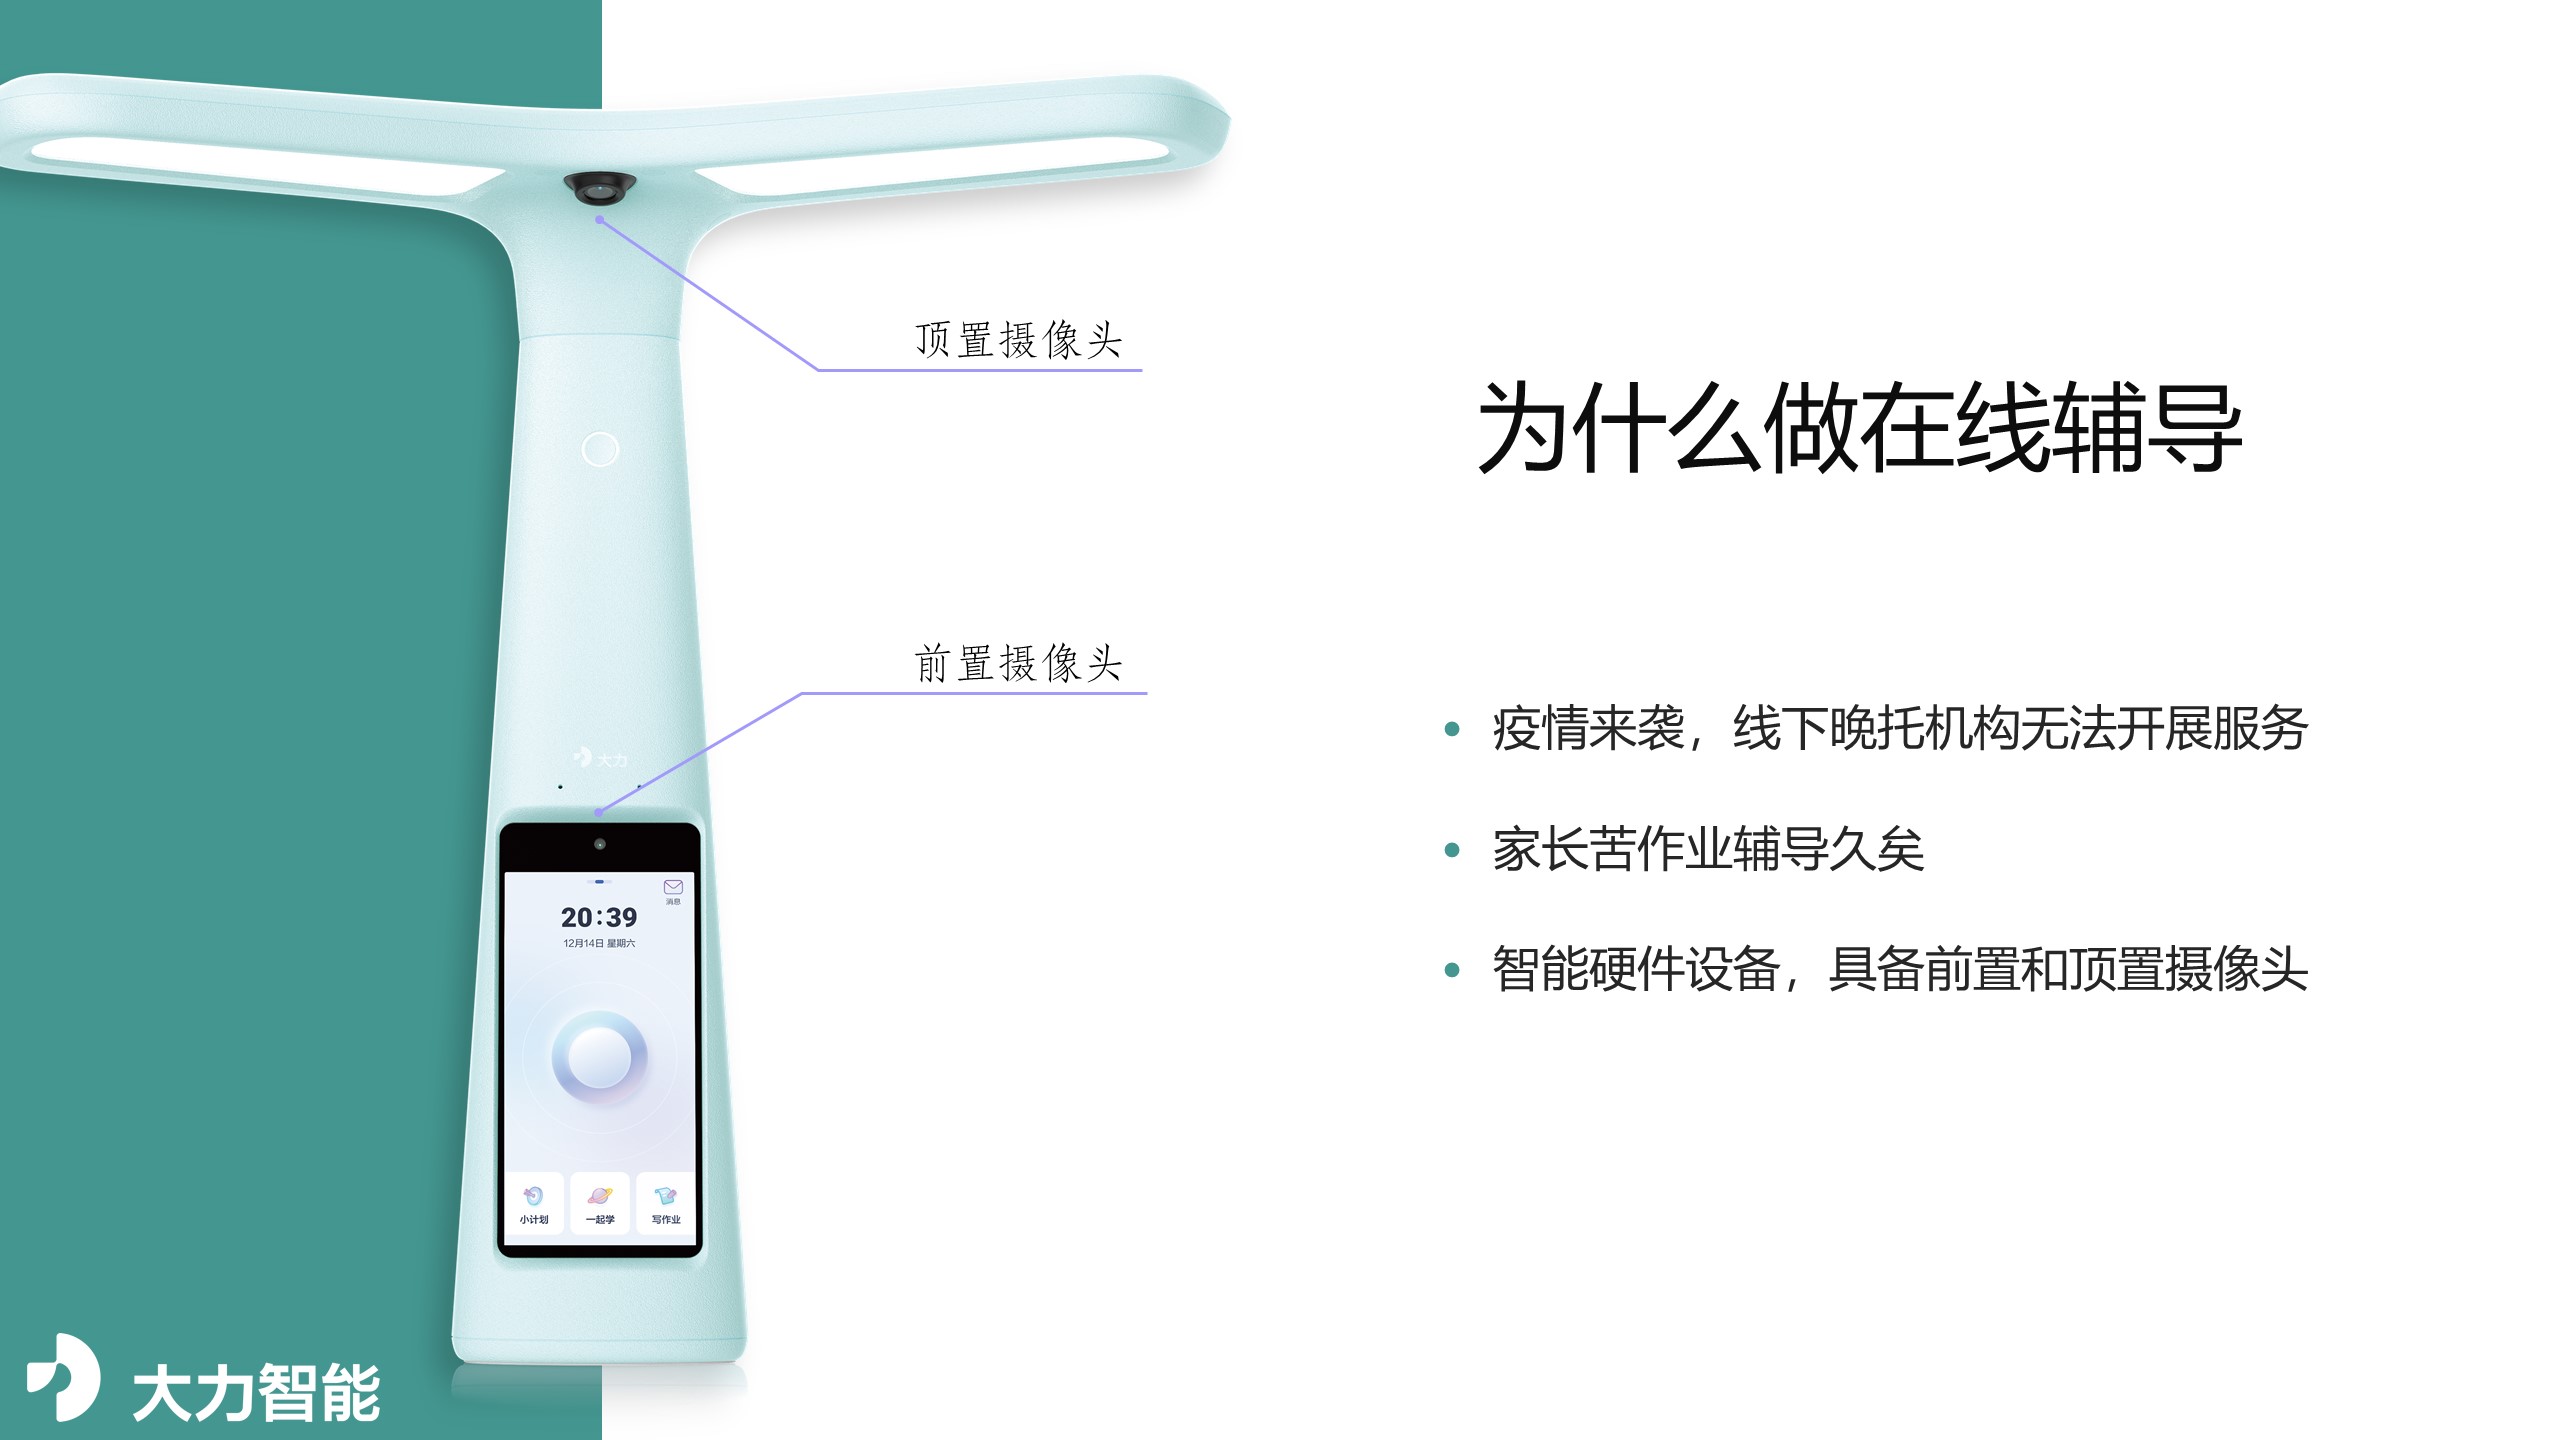 顶置摄像头
前置摄像头
大力
消息
20:39
12月14日 星期六
小计划 一起学 写作业
大力智能
为什么做在线辅导
疫情来袭，线下晚托机构无法开展服务
家长苦作业辅导久矣
智能硬件设备，具备前置和顶置摄像头